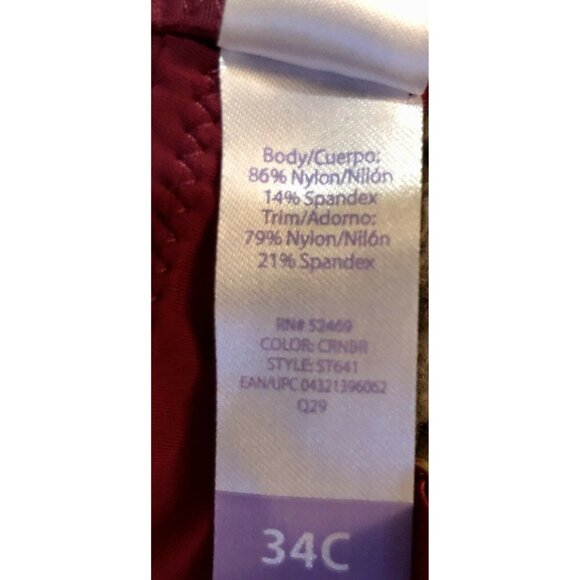 Body/Cuerpo:
86% Nylon/Nilón
14% Spandex
Trim/Adorno:
79% Nylon/Nilón
21% Spandex
RN# 52469
COLOR: CRNBR
STYLE: ST641
EAN/UPC 04321396062
Q29
34C